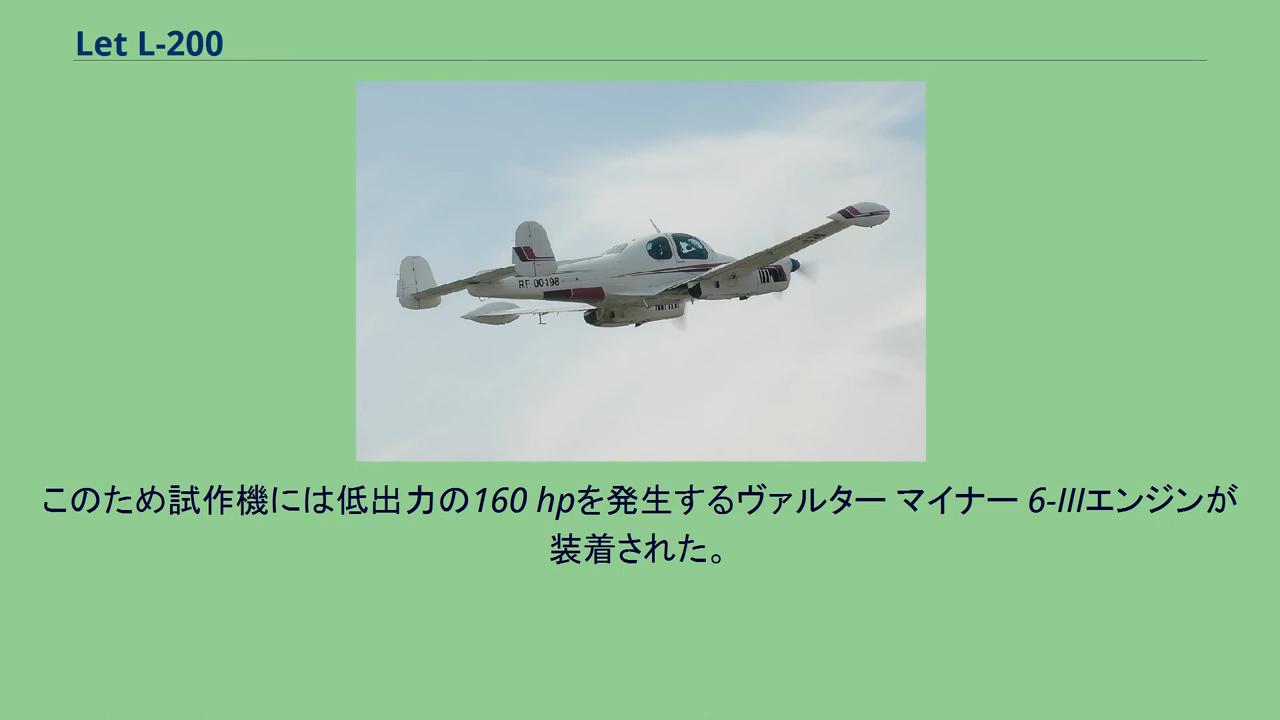 Let L-200
RF-00198
このため試作機には低出力の160 hpを発生するヴァルター マイナー 6-IIIエンジンが
装着された。